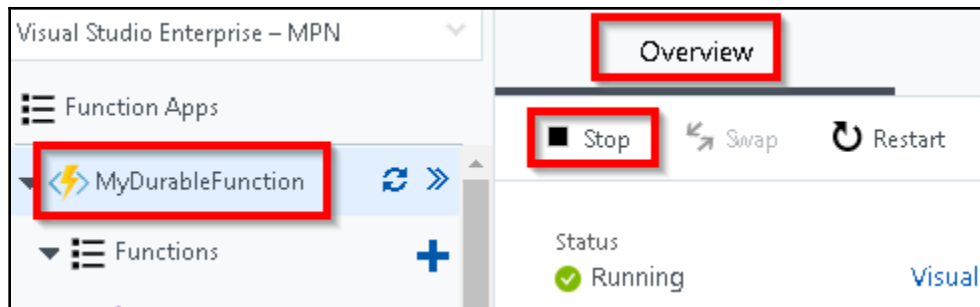 Visual Studio Enterprise – MPN
Function Apps
MyDurableFunction
Functions
Overview
Stop
Swap
Restart
Status
Running
Visual